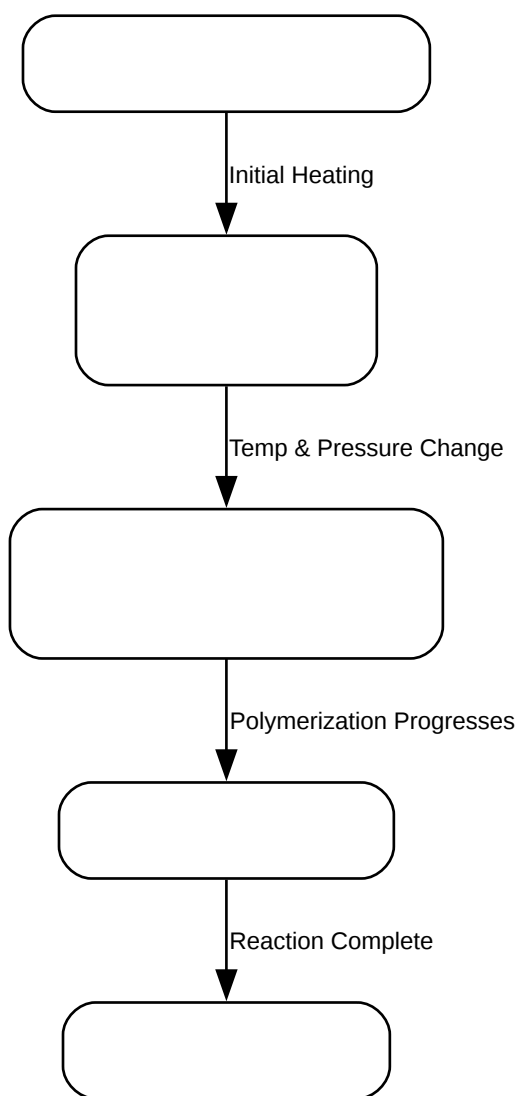 Initial Heating
Temp & Pressure Change
Polymerization Progresses
Reaction Complete